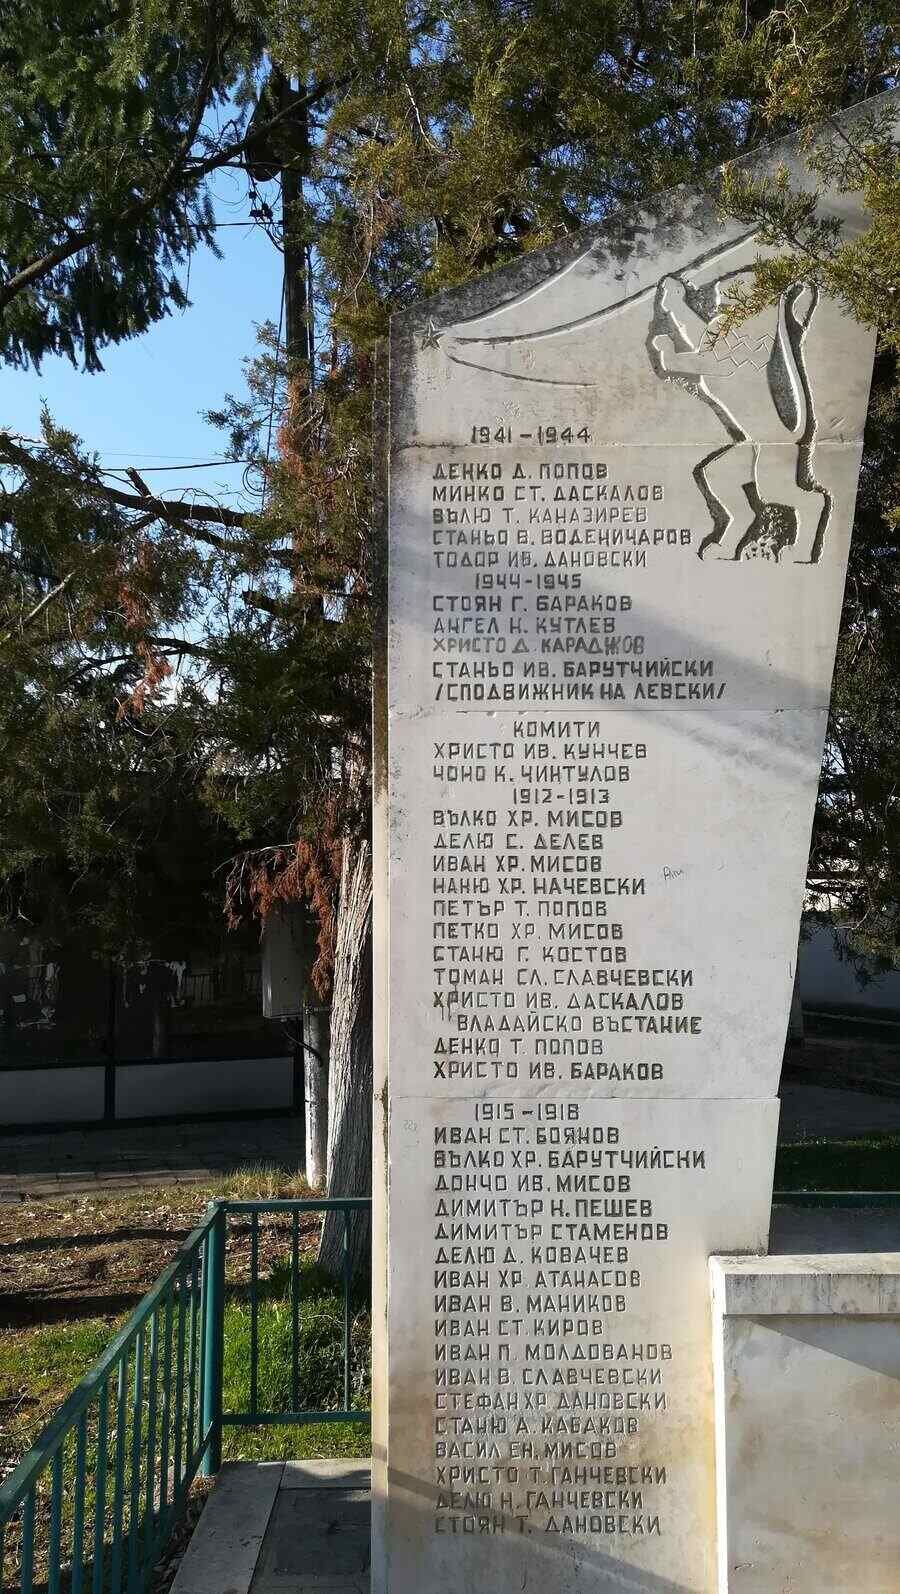 1941-1944
ДЕНКО Д. ПОПОВ
МИНКО СТ. ДАСКАЛОВ
ВЪЛЮ Т. КАНАЗИРЕВ
СТАНЬО В. ВОДЕНИЧАРОВ
ТОДОР ИВ. ДАНОВСКИ
1944-1945
СТОЯН Г. БАРАКОВ
АНГЕЛ Н. КУТЛЕВ
ХРИСТО Д. КАРАДЖОВ
СТАНЬО ИВ. БАРУТЧИЙСКИ
/СПОДВИЖНИК НА ЛЕВСКИ/
КОМИТИ
ХРИСТО ИВ. КУНЧЕВ
ЧОНО К. ЧИНТУЛОВ
1912-1913
ВЪЛКО ХР. МИСОВ
ДЕЛЮ С. ДЕЛЕВ
ИВАН ХР. МИСОВ
НАНЮ ХР. НАЧЕВСКИ
ПЕТЪР Т. ПОПОВ
ПЕТКО ХР. МИСОВ
СТАНЮ Г. КОСТОВ
ТОМАН СЛ. СЛАВЧЕВСКИ
ХРИСТО ИВ. ДАСКАЛОВ
ВЛАДАЙСКО ВЪСТАНИЕ
ДЕНКО Т. ПОПОВ
ХРИСТО ИВ. БАРАКОВ
1915-1918
ИВАН СТ. БОЯНОВ
ВЪЛКО ХР. БАРУТЧИЙСКИ
ДОНЧО ИВ. МИСОВ
ДИМИТЪР Н. ПЕШЕВ
ДИМИТЪР СТАМЕНОВ
ДЕЛЮ Д. КОВАЧЕВ
ИВАН ХР. АТАНАСОВ
ИВАН В. МАНИКОВ
ИВАН СТ. КИРОВ
ИВАН П. МОЛДОВАНОВ
ИВАН В. СЛАВЧЕВСКИ
СТЕФАН ХР. ДАНОВСКИ
СТАНЮ А. КАВАКОВ
ВАСИЛ ЕН. МИСОВ
ХРИСТО Т. ГАНЧЕВСКИ
ДЕЛЮ Н. ГАНЧЕВСКИ
СТОЯН Т. ДАНОВСКИ